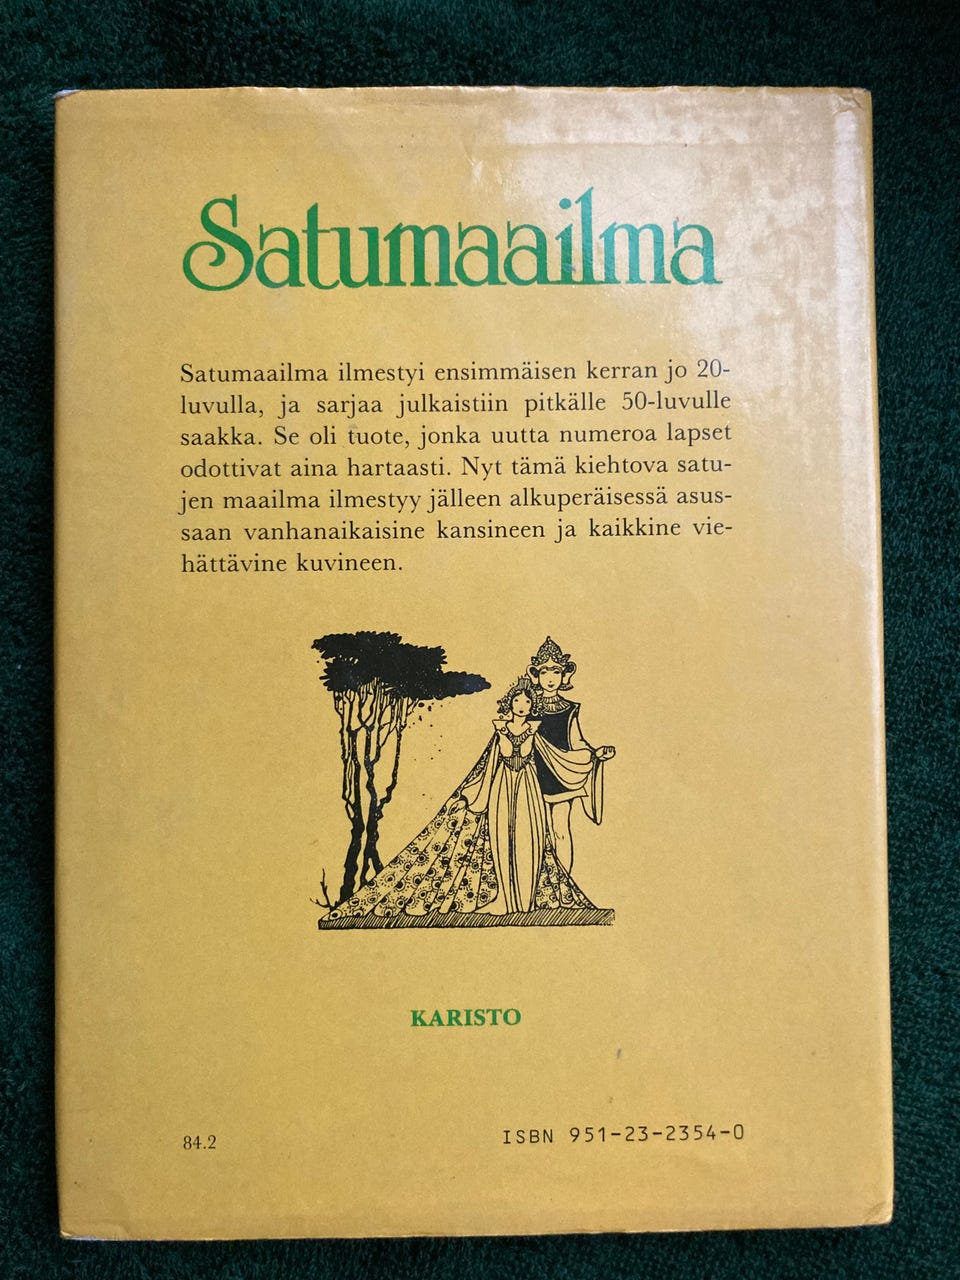 Satumaailma
Satumaailma ilmestyi ensimmäisen kerran jo 20-
luvulla, ja sarjaa julkaistiin pitkälle 50-luvulle
saakka. Se oli tuote, jonka uutta numeroa lapset
odottivat aina hartaasti. Nyt tämä kiehtova satu-
jen maailma ilmestyy jälleen alkuperäisessä asus-
saan vanhanaikaisine kansineen ja kaikkine vie-
hättävine kuvineen.
KARISTO
84.2
ISBN 951-23-2354-0